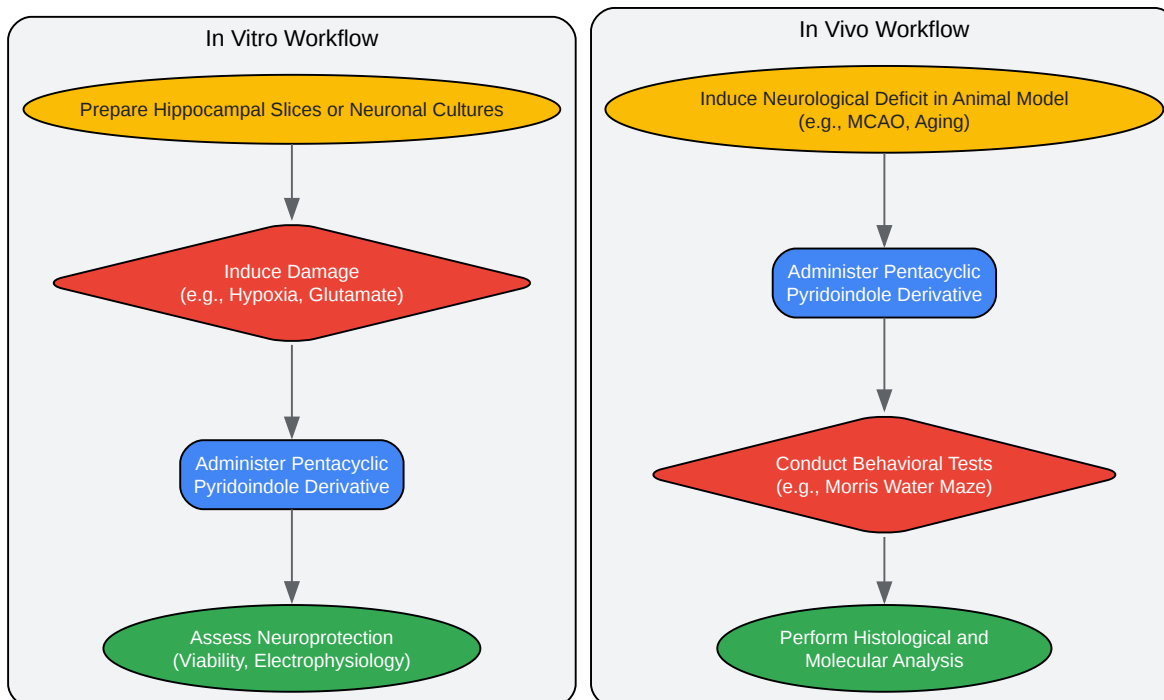 In Vitro Workflow
Prepare Hippocampal Slices or Neuronal Cultures
Induce Damage
(e.g., Hypoxia, Glutamate)
Administer Pentacyclic
Pyridoindole Derivative
Assess Neuroprotection
(Viability, Electrophysiology)
In Vivo Workflow
Induce Neurological Deficit in Animal Model
(e.g., MCAO, Aging)
Administer Pentacyclic
Pyridoindole Derivative
Conduct Behavioral Tests
(e.g., Morris Water Maze)
Perform Histological and
Molecular Analysis